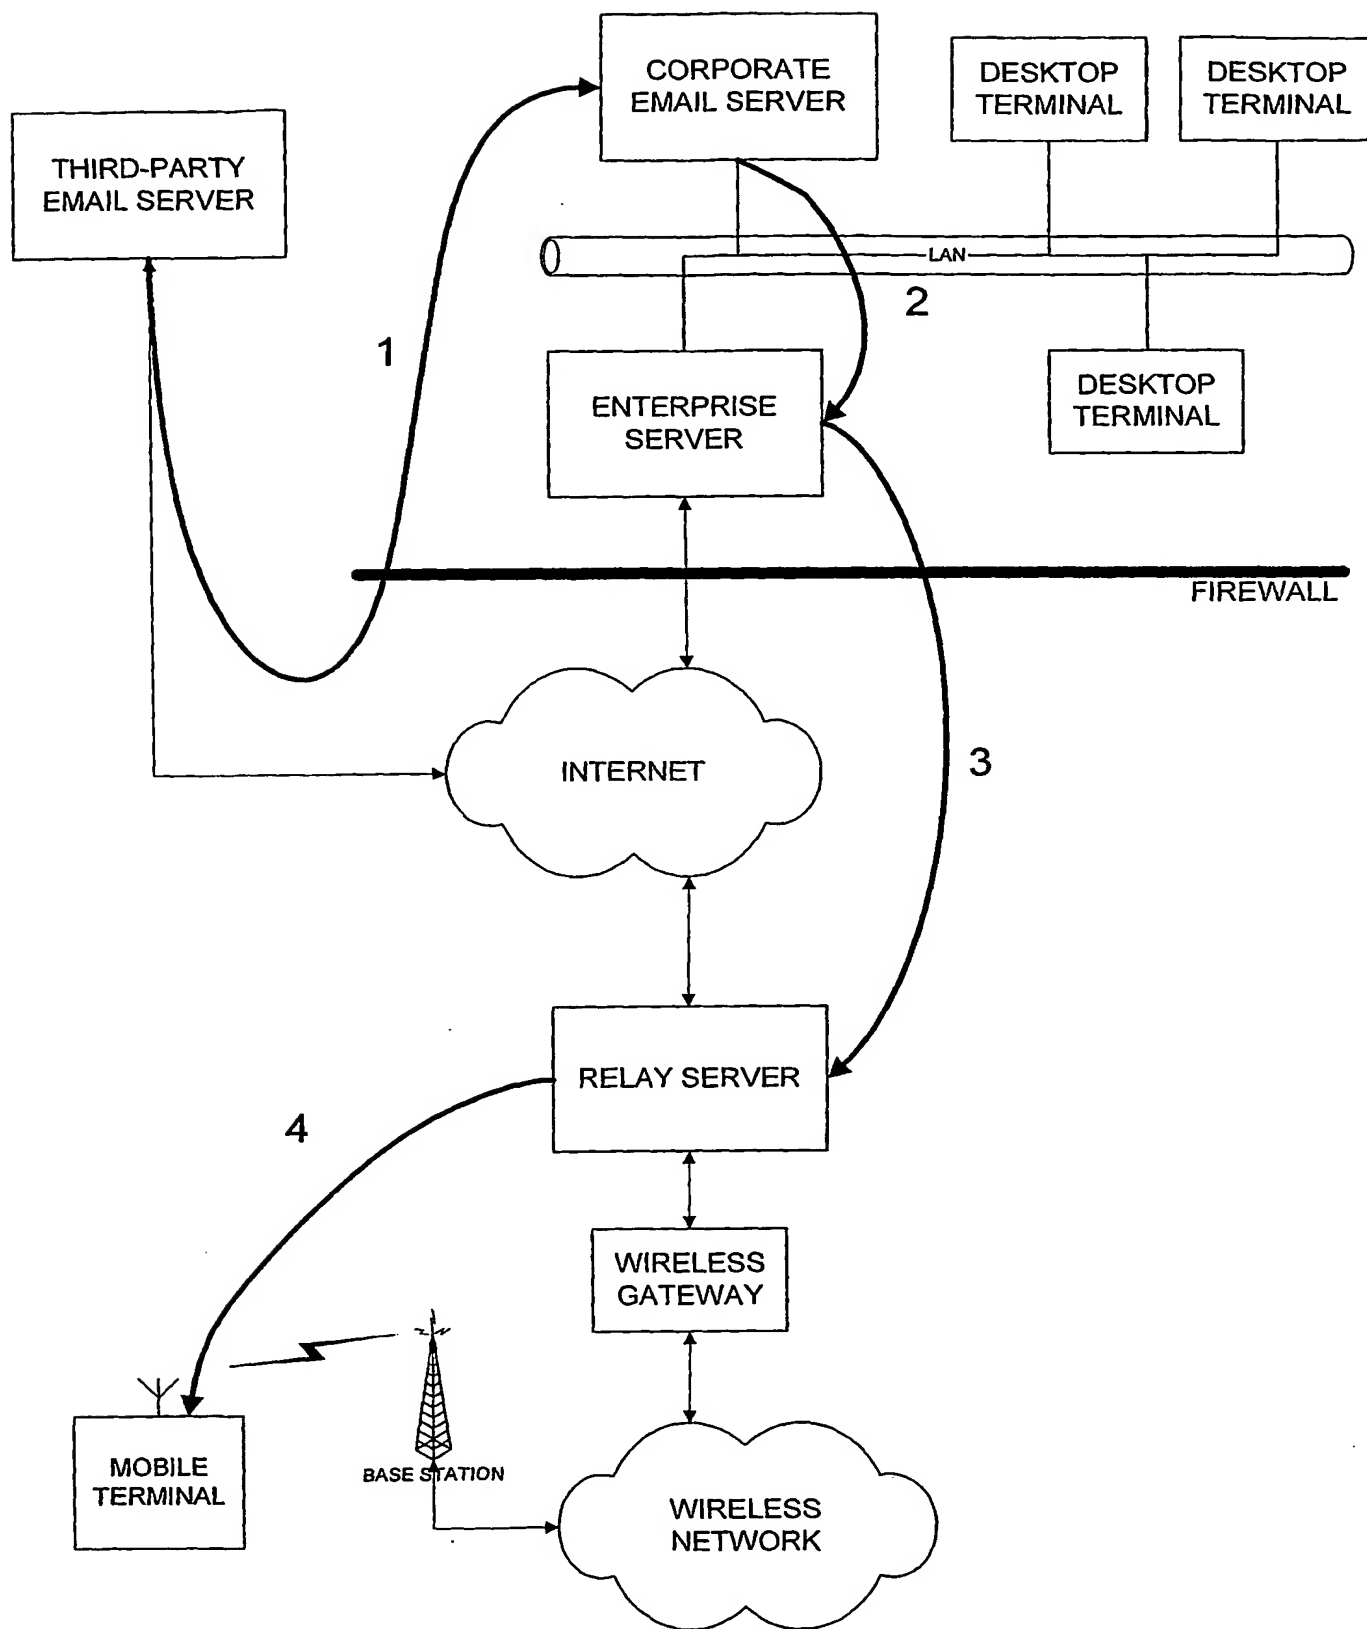 CORPORATE
EMAIL SERVER
DESKTOP
TERMINAL
DESKTOP
TERMINAL
THIRD-PARTY
EMAIL SERVER
LAN
2
1
DESKTOP
TERMINAL
ENTERPRISE
SERVER
FIREWALL
INTERNET
3
RELAY SERVER
4
WIRELESS
GATEWAY
MOBILE
TERMINAL
BASE STATION
WIRELESS
NETWORK